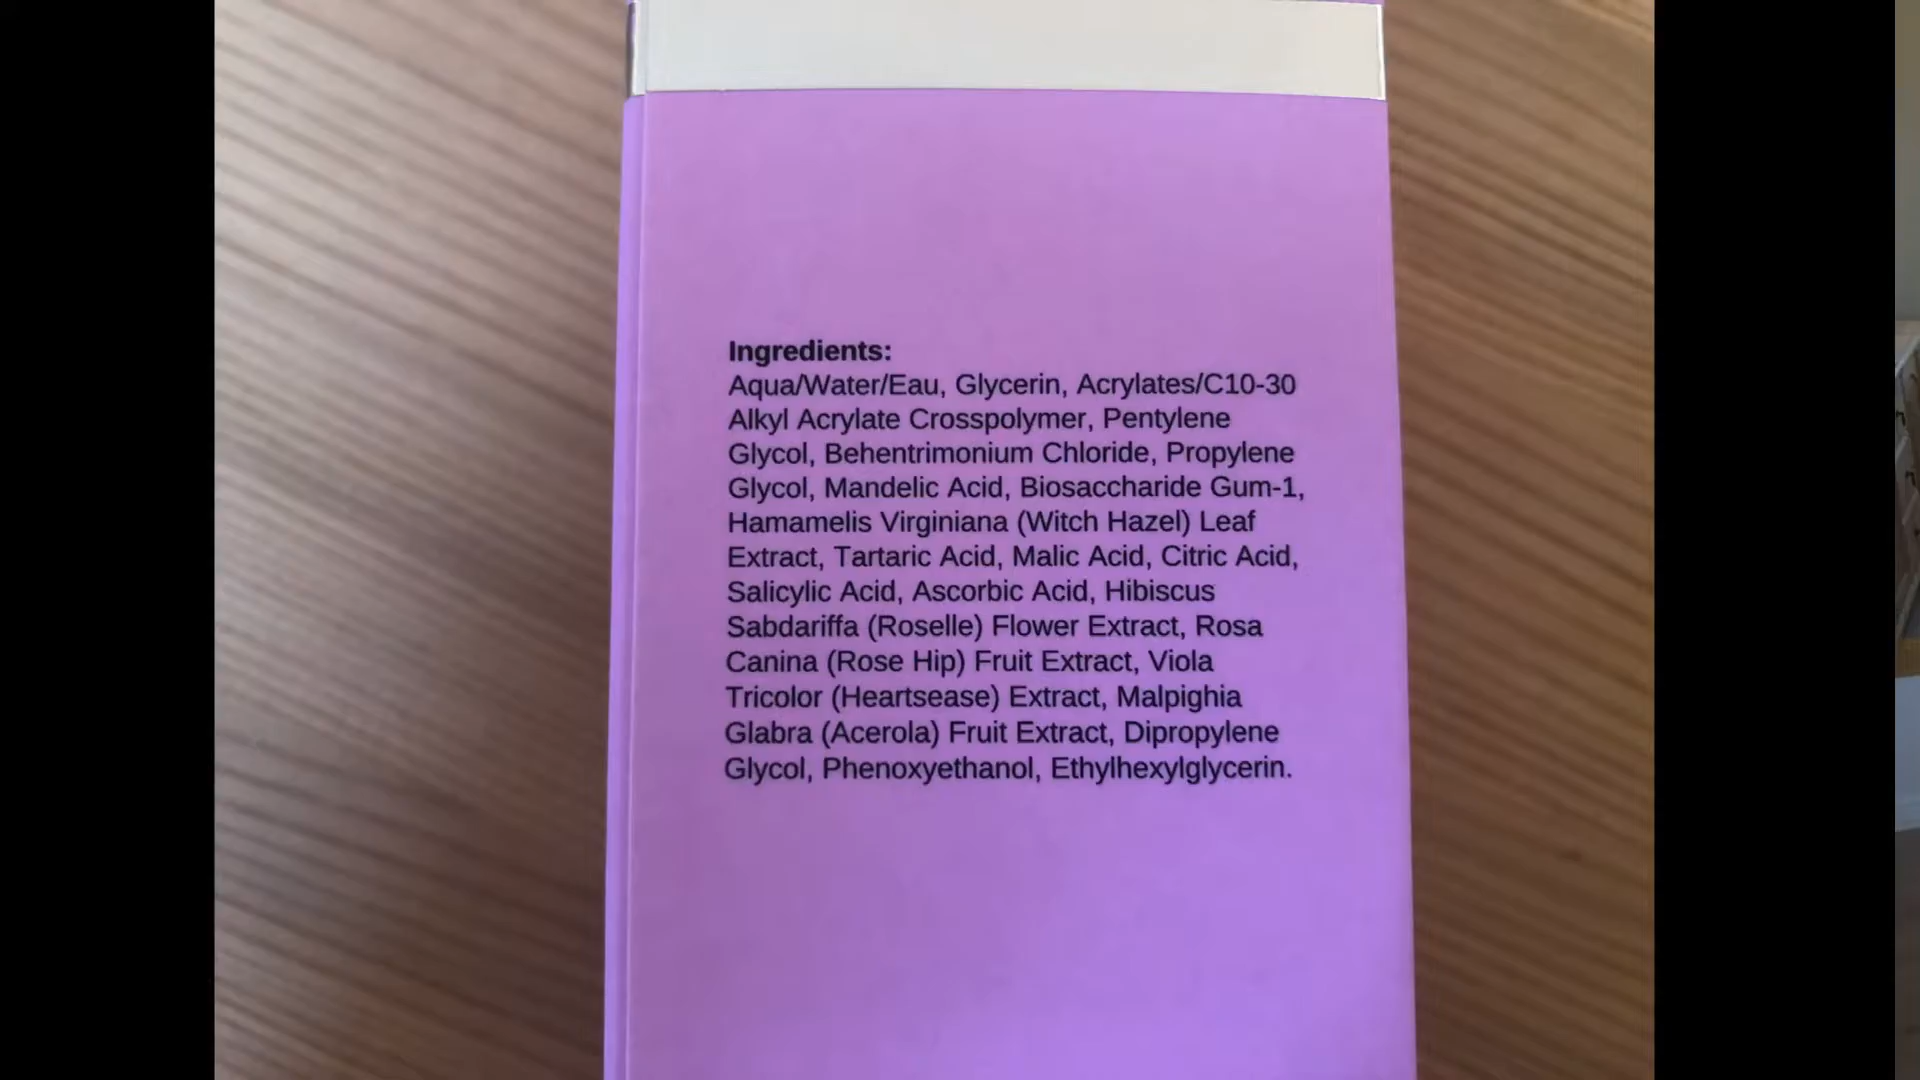 Ingredients:
Aqua/Water/Eau, Glycerin, Acrylates/C10-30
Alkyl Acrylate Crosspolymer, Pentylene
Glycol, Behentrimonium Chloride, Propylene
Glycol, Mandelic Acid, Biosaccharide Gum-1,
Hamamelis Virginiana (Witch Hazel) Leaf
Extract, Tartaric Acid, Malic Acid, Citric Acid,
Salicylic Acid, Ascorbic Acid, Hibiscus
Sabdariffa (Roselle) Flower Extract, Rosa
Canina (Rose Hip) Fruit Extract, Viola
Tricolor (Heartsease) Extract, Malpighia
Glabra (Acerola) Fruit Extract, Dipropylene
Glycol, Phenoxyethanol, Ethylhexylglycerin.